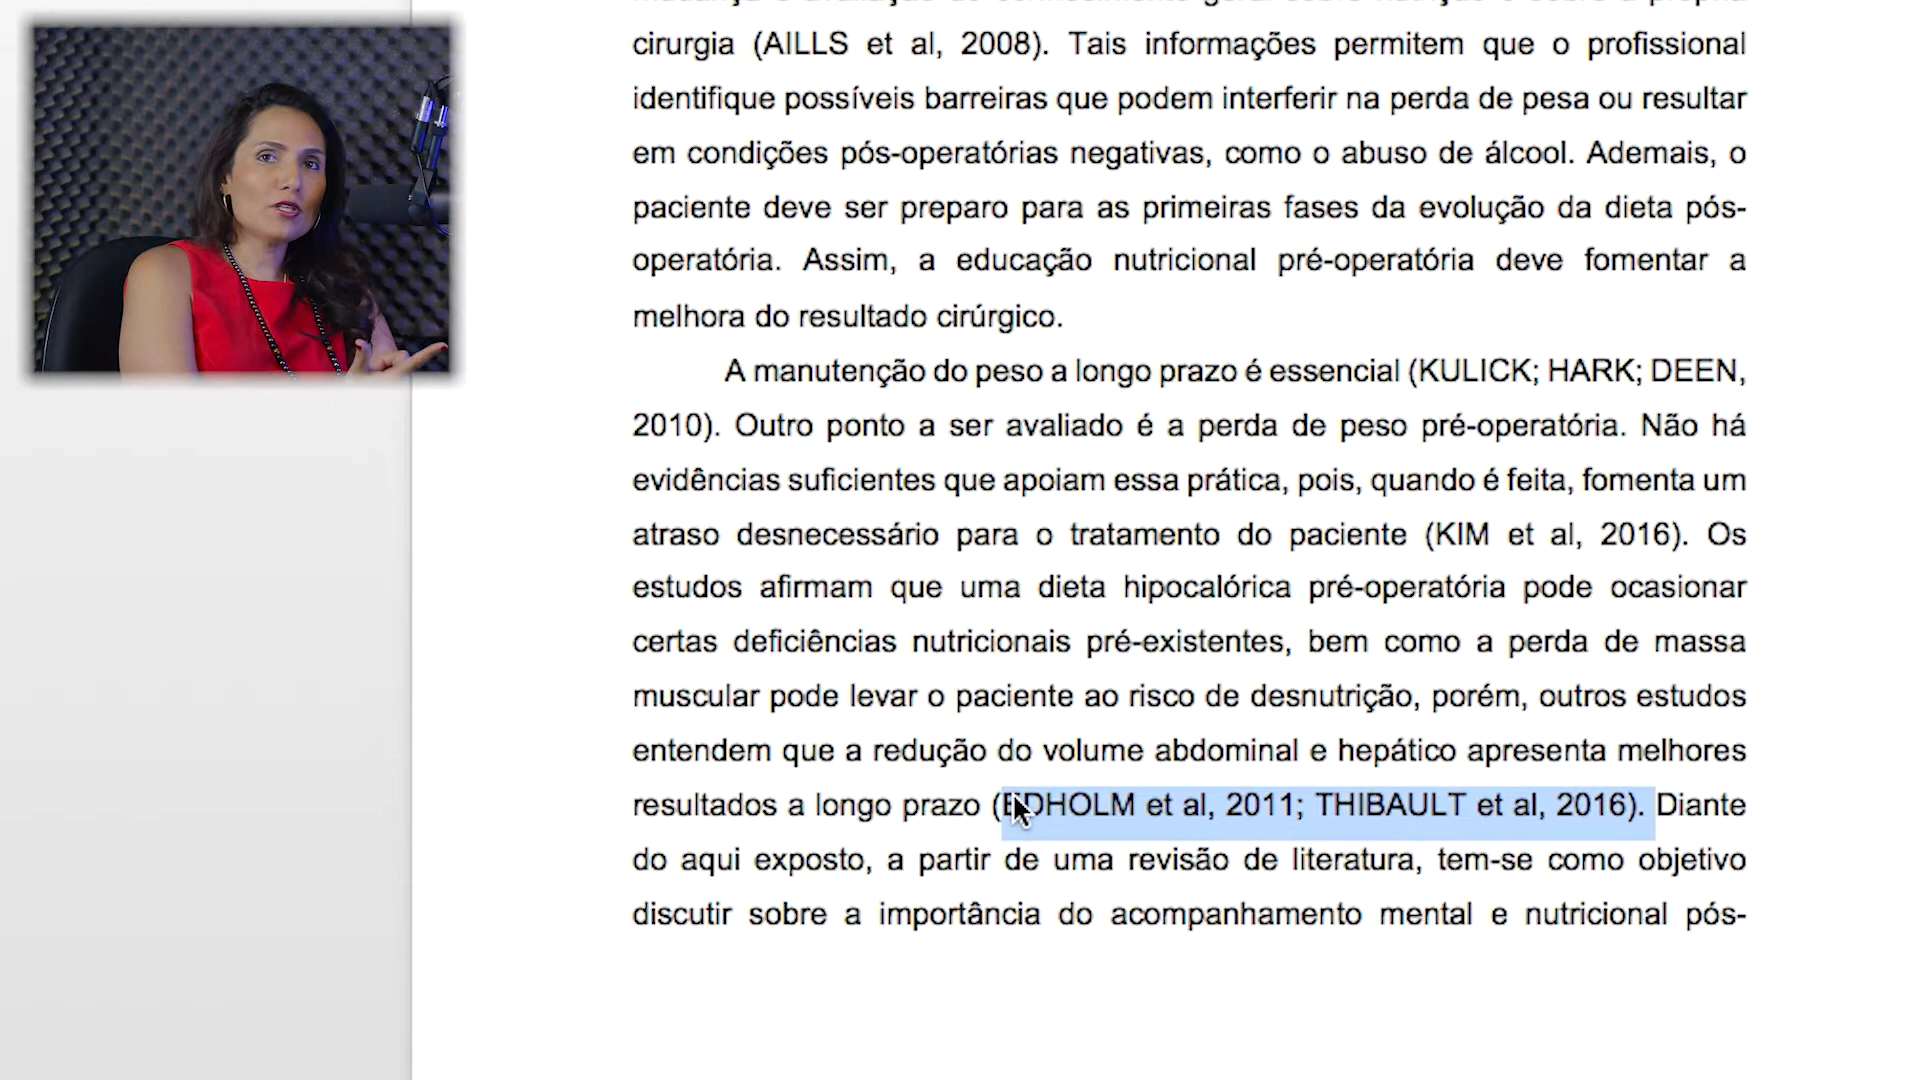 cirurgia (AILLS et al, 2008). Tais informações permitem que o profissional
identifique possíveis barreiras que podem interferir na perda de pesa ou resultar
em condições pós-operatórias negativas, como o abuso de álcool. Ademais, o
paciente deve ser preparo para as primeiras fases da evolução da dieta pós-
operatória. Assim, a educação nutricional pré-operatória deve fomentar a
melhora do resultado cirúrgico.
A manutenção do peso a longo prazo é essencial (KULICK; HARK; DEEN,
2010). Outro ponto a ser avaliado é a perda de peso pré-operatória. Não há
evidências suficientes que apoiam essa prática, pois, quando é feita, fomenta um
atraso desnecessário para o tratamento do paciente (KIM et al, 2016). Os
estudos afirmam que uma dieta hipocalórica pré-operatória pode ocasionar
certas deficiências nutricionais pré-existentes, bem como a perda de massa
muscular pode levar o paciente ao risco de desnutrição, porém, outros estudos
entendem que a redução do volume abdominal e hepático apresenta melhores
resultados a longo prazo (EDHOLM et al, 2011; THIBAULT et al, 2016). Diante
do aqui exposto, a partir de uma revisão de literatura, tem-se como objetivo
discutir sobre a importância do acompanhamento mental e nutricional pós-